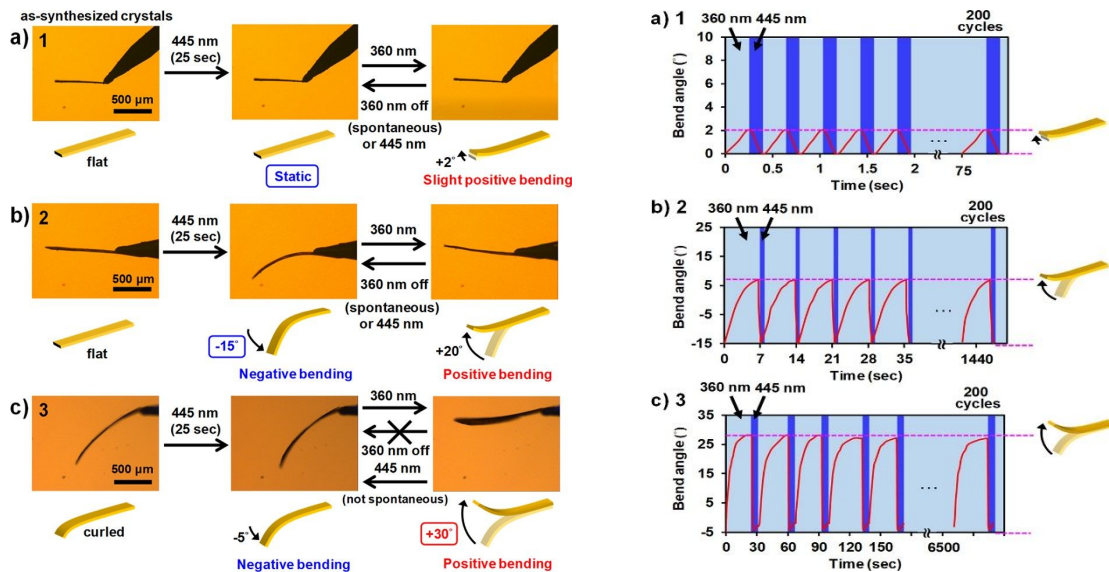 as-synthesized crystals
a) 1
500 µm
445 nm
(25 sec)
360 nm
360 nm off
(spontaneous)
or 445 nm
flat
Static
+2°
Slight positive bending
b) 2
500 µm
445 nm
(25 sec)
360 nm
360 nm off
(spontaneous)
or 445 nm
flat
-15°
Negative bending
+20°
Positive bending
c) 3
500 µm
445 nm
(25 sec)
360 nm
360 nm off
445 nm
(not spontaneous)
curled
-5°
Negative bending
+30°
Positive bending
a) 1
360 nm 445 nm
200
cycles
Bend angle (°)
10
8
6
4
2
0
...
0 0.5 1 1.5 2 75
Time (sec)
b) 2
360 nm 445 nm
200
cycles
Bend angle (°)
25
15
5
-5
-15
...
0 7 14 21 28 35 1440
Time (sec)
c) 3
360 nm 445 nm
200
cycles
Bend angle (°)
35
25
15
5
-5
...
0 30 60 90 120 150 6500
Time (sec)